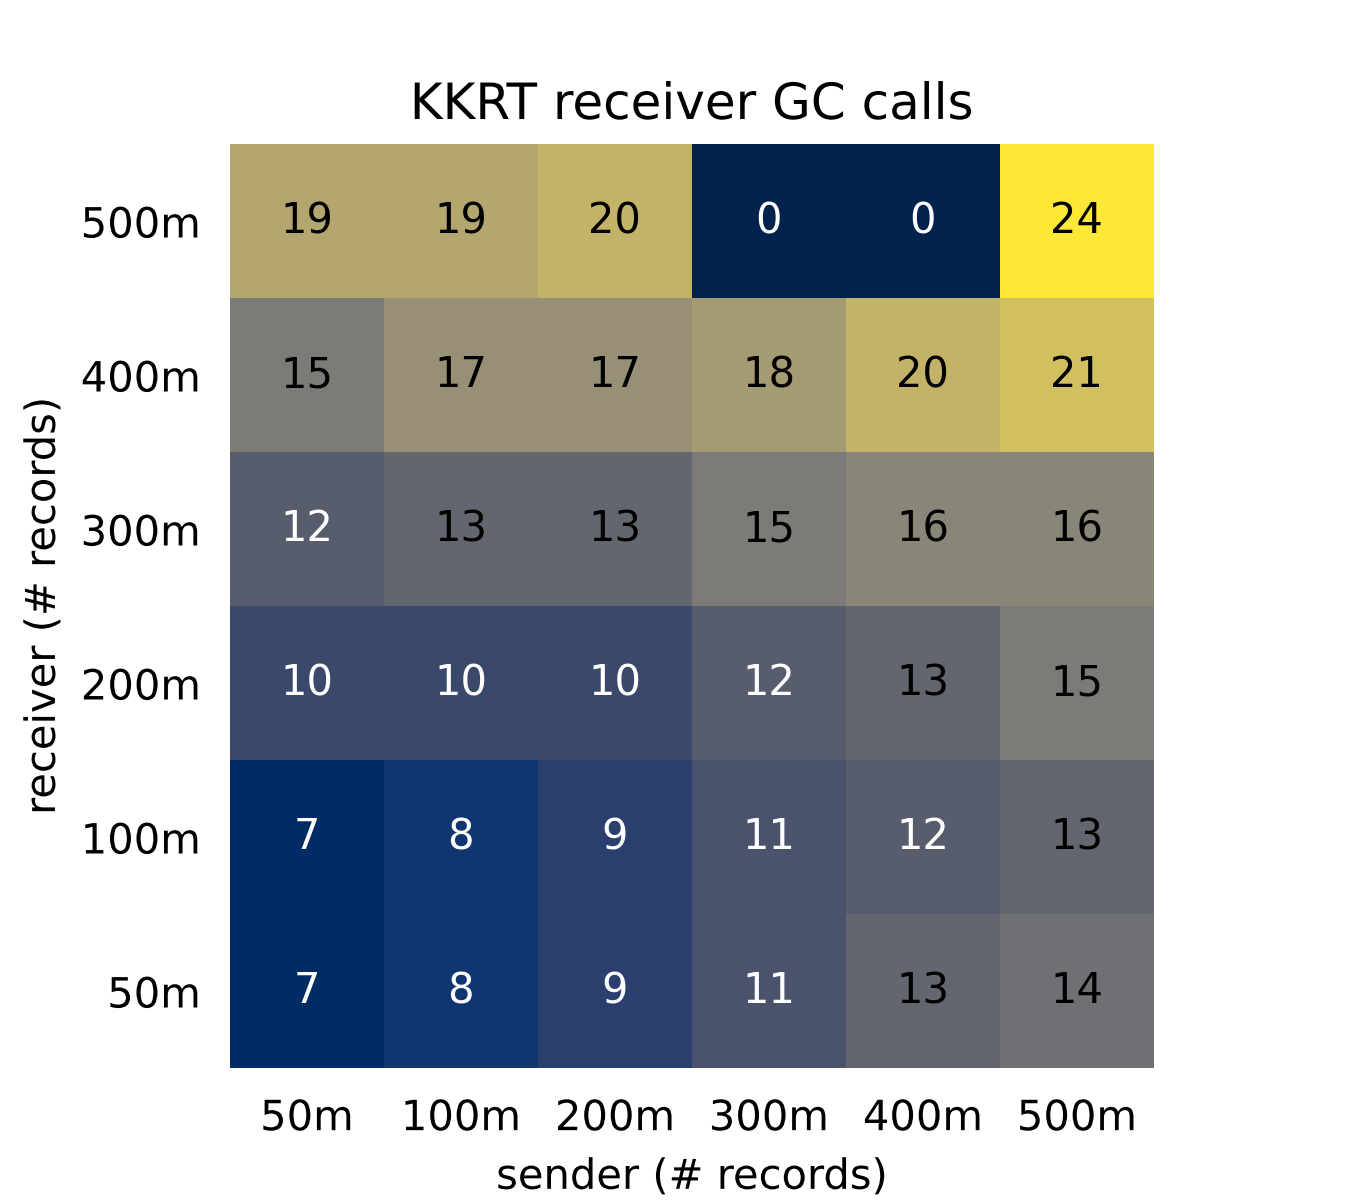 KKRT receiver GC calls
500m 19 19 20 0 0 24
400m 15 17 17 18 20 21
300m 12 13 13 15 16 16
200m 10 10 10 12 13 15
100m 7 8 9 11 12 13
50m 7 8 9 11 13 14
receiver (# records)
50m 100m 200m 300m 400m 500m
sender (# records)